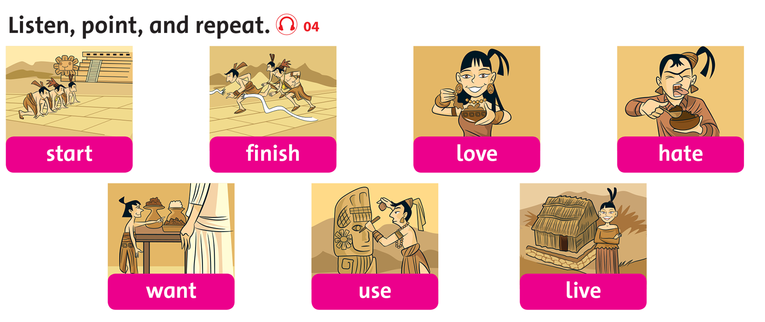 Listen, point, and repeat. 04
start finish love hate
want use live